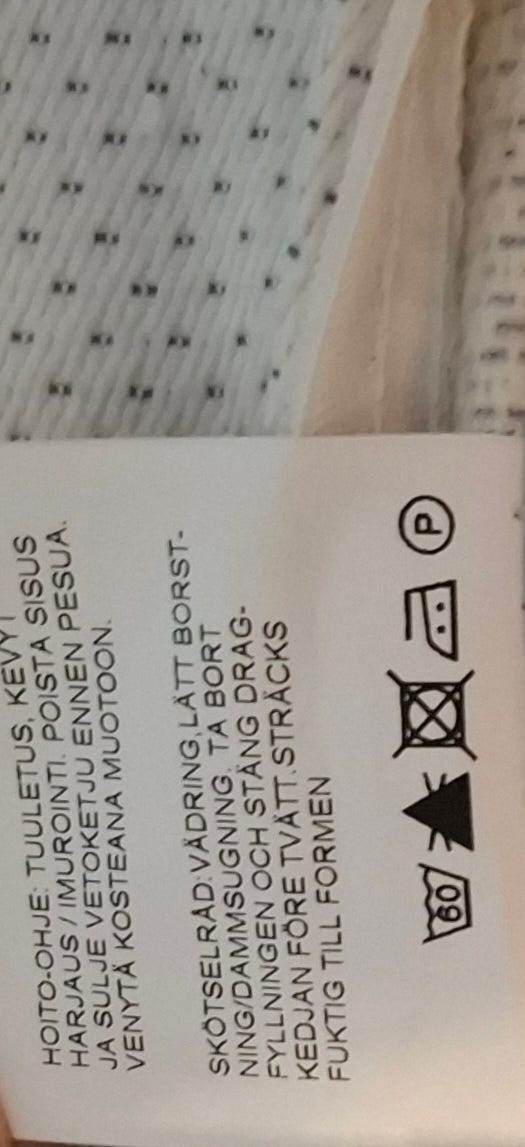 HOITO-OHJE: TUULETUS, KEVYT
HARJAUS / IMUROINTI. POISTA SISUS
JA SULJE VETOKETJU ENNEN PESUA.
VENYTÄ KOSTEANA MUOTOON.
SKÖTSELRÅD: VÄDRING, LÄTT BORST-
NING/DAMMSUGNING. TA BORT
FYLLNINGEN OCH STÄNG DRAG-
KEDJAN FÖRE TVÄTT. STRÄCKS
FUKTIG TILL FORMEN
60 P